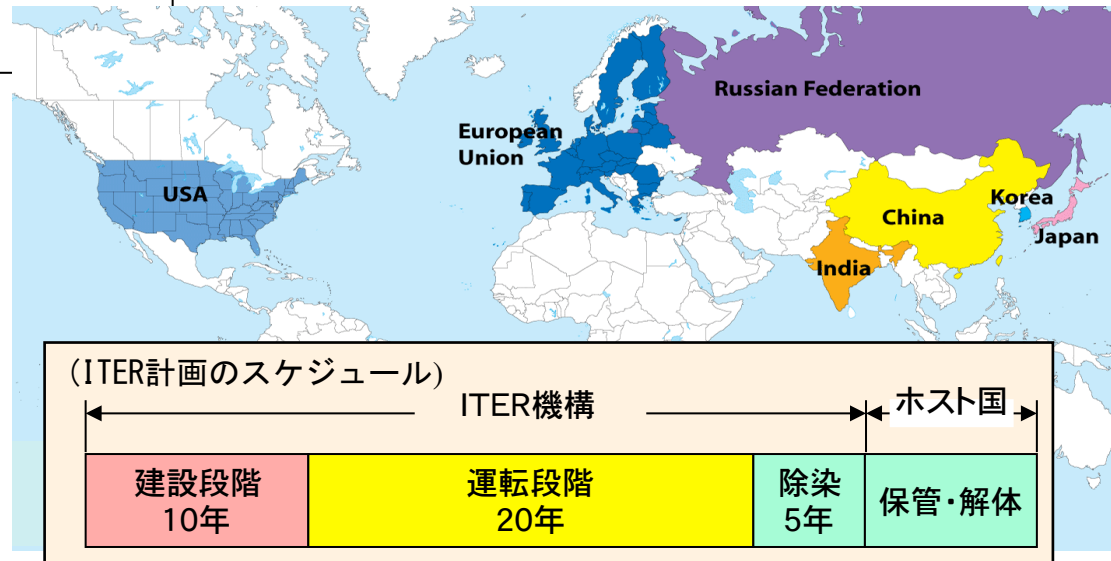 Russian Federation
European
Union
USA
Korea
China
Japan
India
(ITER計画のスケジュール)
ITER機構
ホスト国
建設段階
10年
運転段階
20年
除染
5年
保管・解体